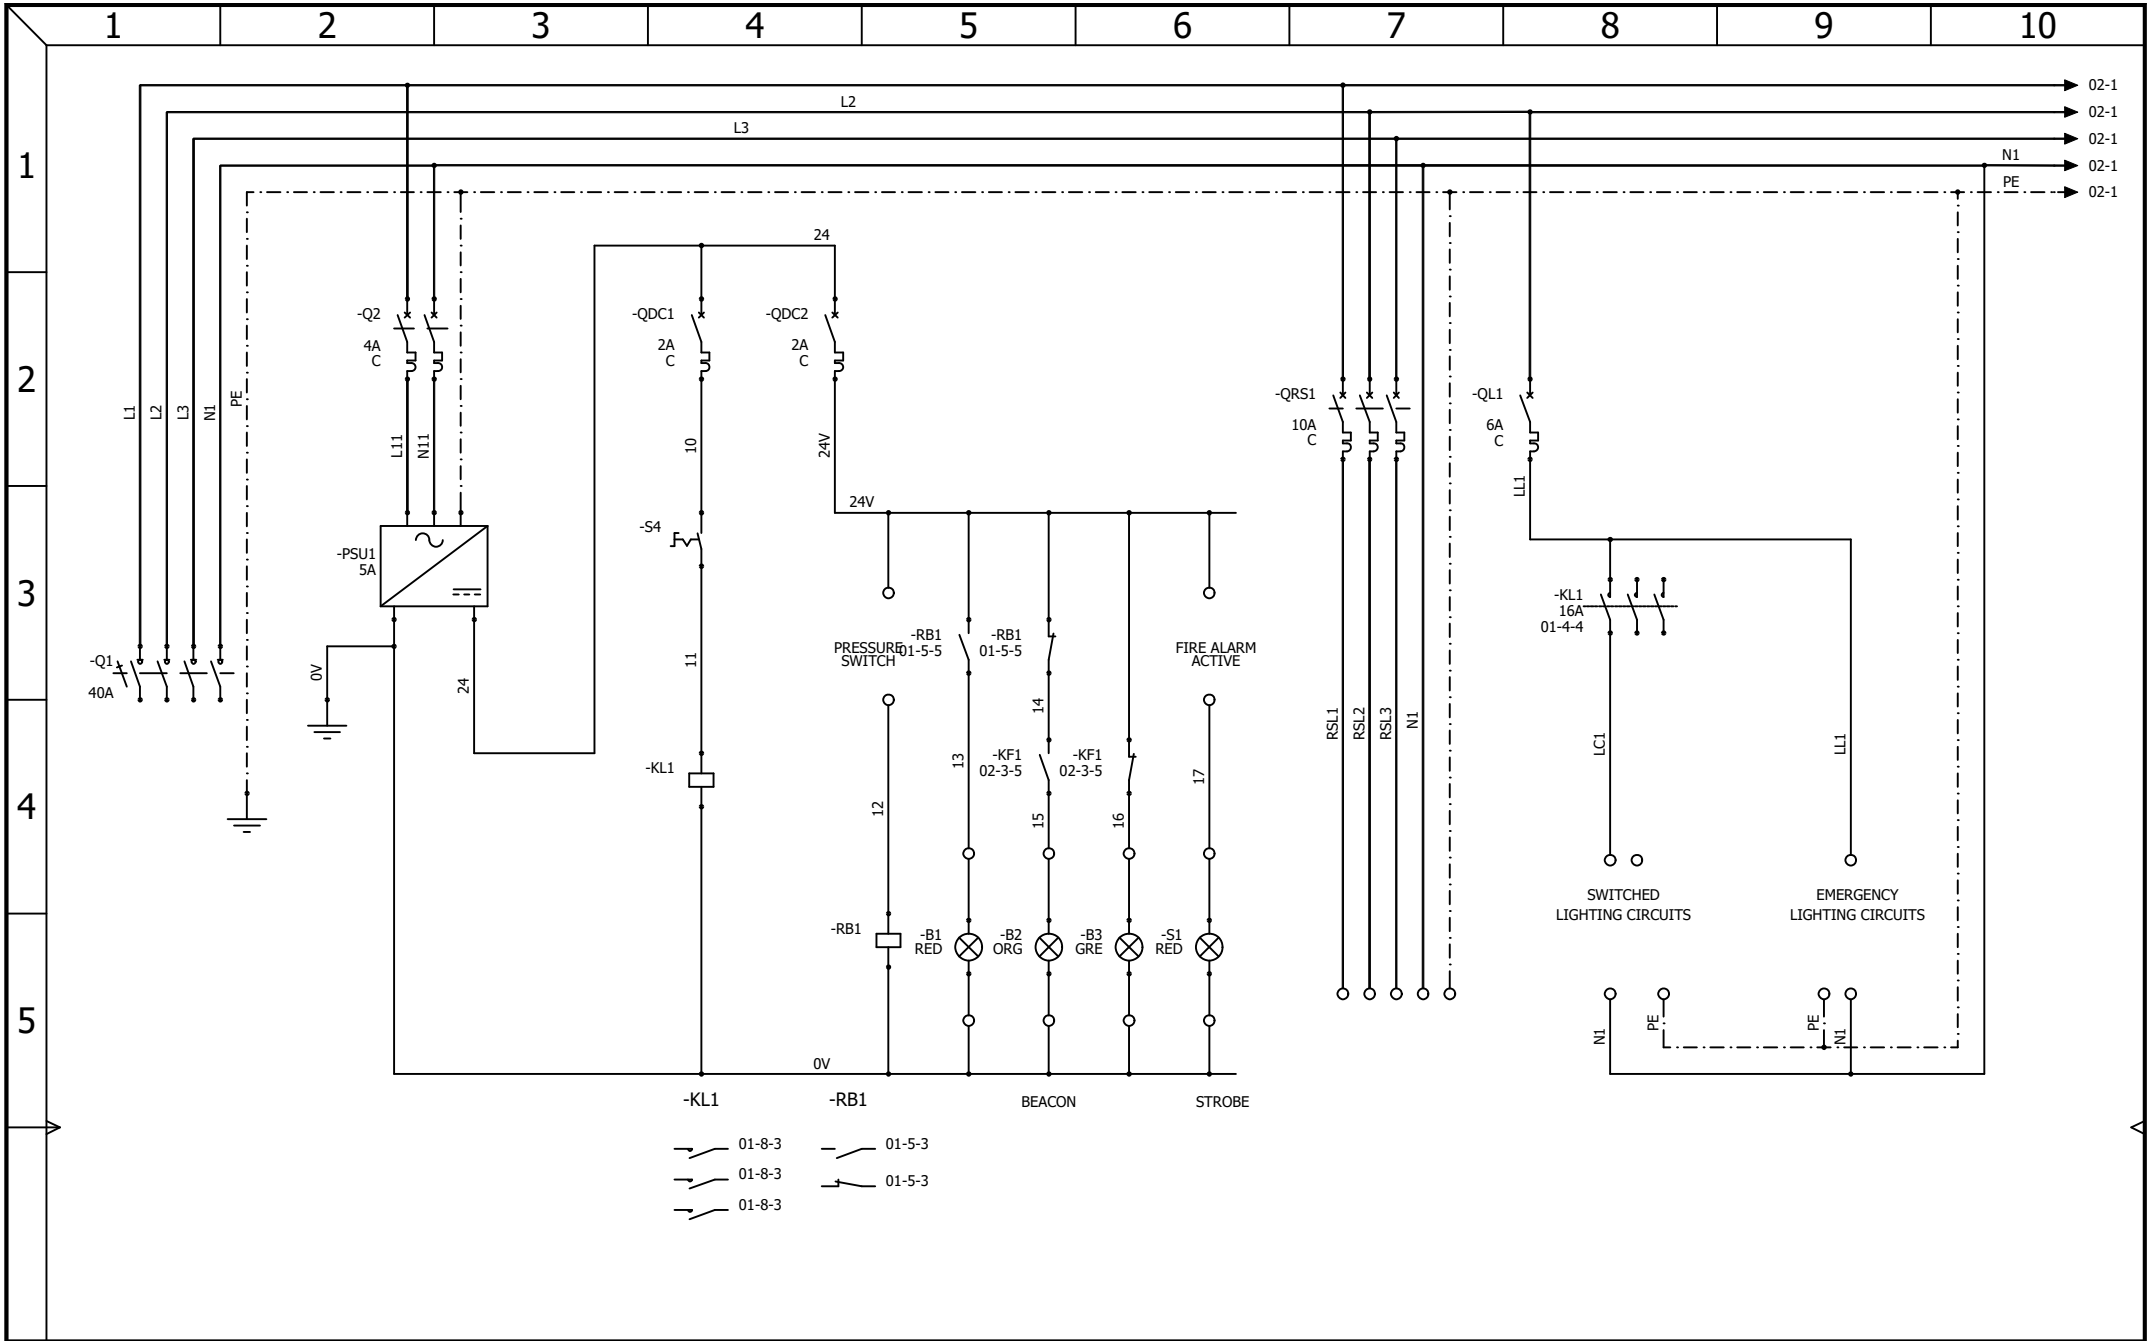 1 2 3 4 5 6 7 8 9 10
02-1
L2 02-1
L3 02-1
1
N1 02-1
PE 02-1
24
-Q2
4A
C
-QDC1
2A
C
-QDC2
2A
C
2
L1
L2
L3
N1
PE
L11
N11
10
24V
-QRS1
10A
C
-QL1
6A
C
LL1
24V
-S4
-PSU1
5A
3
-KL1
16A
01-4-4
-Q1
40A
0V
24
11
PRESSURE
SWITCH
-RB1
01-5-5
-RB1
01-5-5
FIRE ALARM
ACTIVE
14
RSL1
RSL2
RSL3
N1
LC1
LL1
4
-KL1
12
13
-KF1
02-3-5
-KF1
02-3-5
17
15
16
SWITCHED
LIGHTING CIRCUITS
EMERGENCY
LIGHTING CIRCUITS
-RB1
-B1
RED
-B2
ORG
-B3
GRE
-S1
RED
5
N1
PE
PE
N1
0V
-KL1
-RB1
BEACON
STROBE
01-8-3
01-8-3
01-8-3
01-5-3
01-5-3